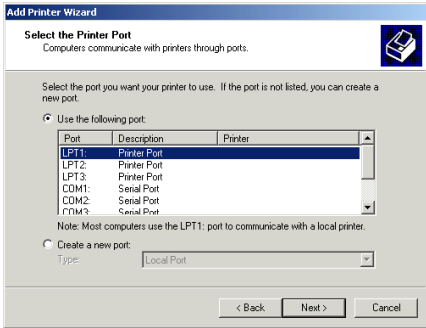 Add Printer Wizard
Select the Printer Port
Computers communicate with printers through ports.
Select the port you want your printer to use. If the port is not listed, you can create a
new port.
Use the following port:
Port Description Printer
LPT1: Printer Port
LPT2: Printer Port
LPT3: Printer Port
COM1: Serial Port
COM2: Serial Port
COM3: Serial Port
Note: Most computers use the LPT1: port to communicate with a local printer.
Create a new port:
Type: Local Port
< Back Next > Cancel